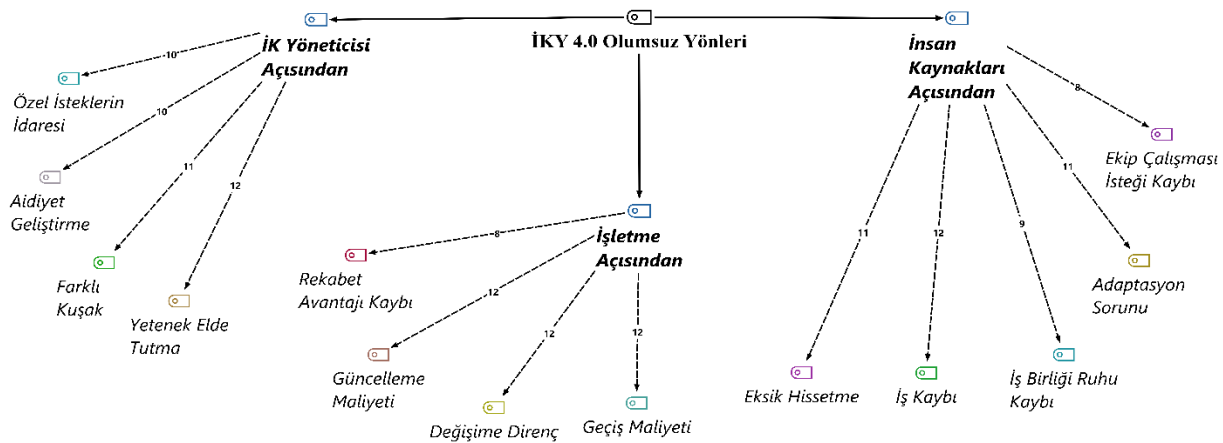 İKY 4.0 Olumsuz Yönleri
İK Yöneticisi
Açısından
10
Özel İsteklerin
İdaresi
10
Aidiyet
Geliştirme
11
Farklı
Kuşak
12
Yetenek Elde
Tutma
İşletme
Açısından
8
Rekabet
Avantajı Kaybı
12
Güncelleme
Maliyeti
12
Değişime Direnç
12
Geçiş Maliyeti
İnsan
Kaynakları
Açısından
11
Eksik Hissetme
12
İş Kaybı
9
İş Birliği Ruhu
Kaybı
11
Adaptasyon
Sorunu
8
Ekip Çalışması
İsteği Kaybı